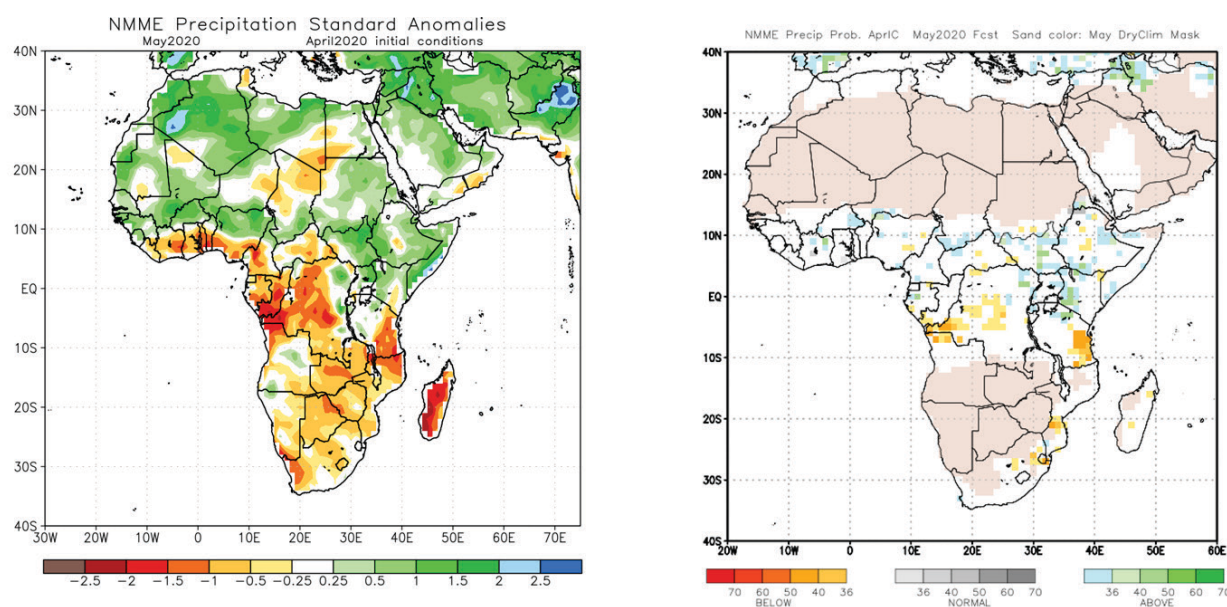 NMME Precipitation Standard Anomalies
May2020 April2020 initial conditions
40N
30N
20N
10N
EQ
10S
20S
30S
40S
30W 20W 10W 0 10E 20E 30E 40E 50E 60E 70E
-2.5 -2 -1.5 -1 -0.5 -0.25 0.25 0.5 1 1.5 2 2.5
NMME Precip Prob. AprIC May2020 Fcst Sand color: May DryClim Mask
40N
30N
20N
10N
EQ
10S
20S
30S
40S
20W 10W 0 10E 20E 30E 40E 50E 60E
70 60 50 40 36
BELOW
36 40 50 60 70
NORMAL
36 40 50 60 70
ABOVE